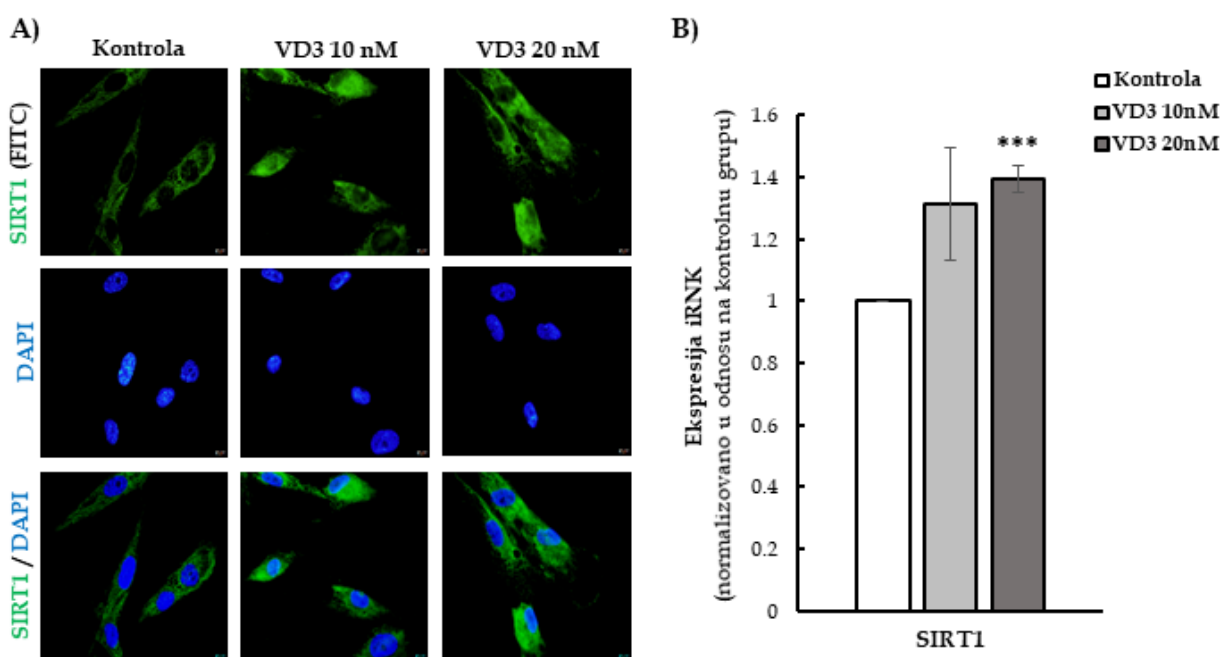 A)
Kontrola
VD3 10 nM
VD3 20 nM
SIRT1 (FITC)
DAPI
SIRT1 / DAPI
B)
Kontrola
VD3 10nM
VD3 20nM
Ekspresija iRNK
(normalizovano u odnosu na kontrolnu grupu)
1.6
1.4
1.2
1
0.8
0.6
0.4
0.2
0
***
SIRT1